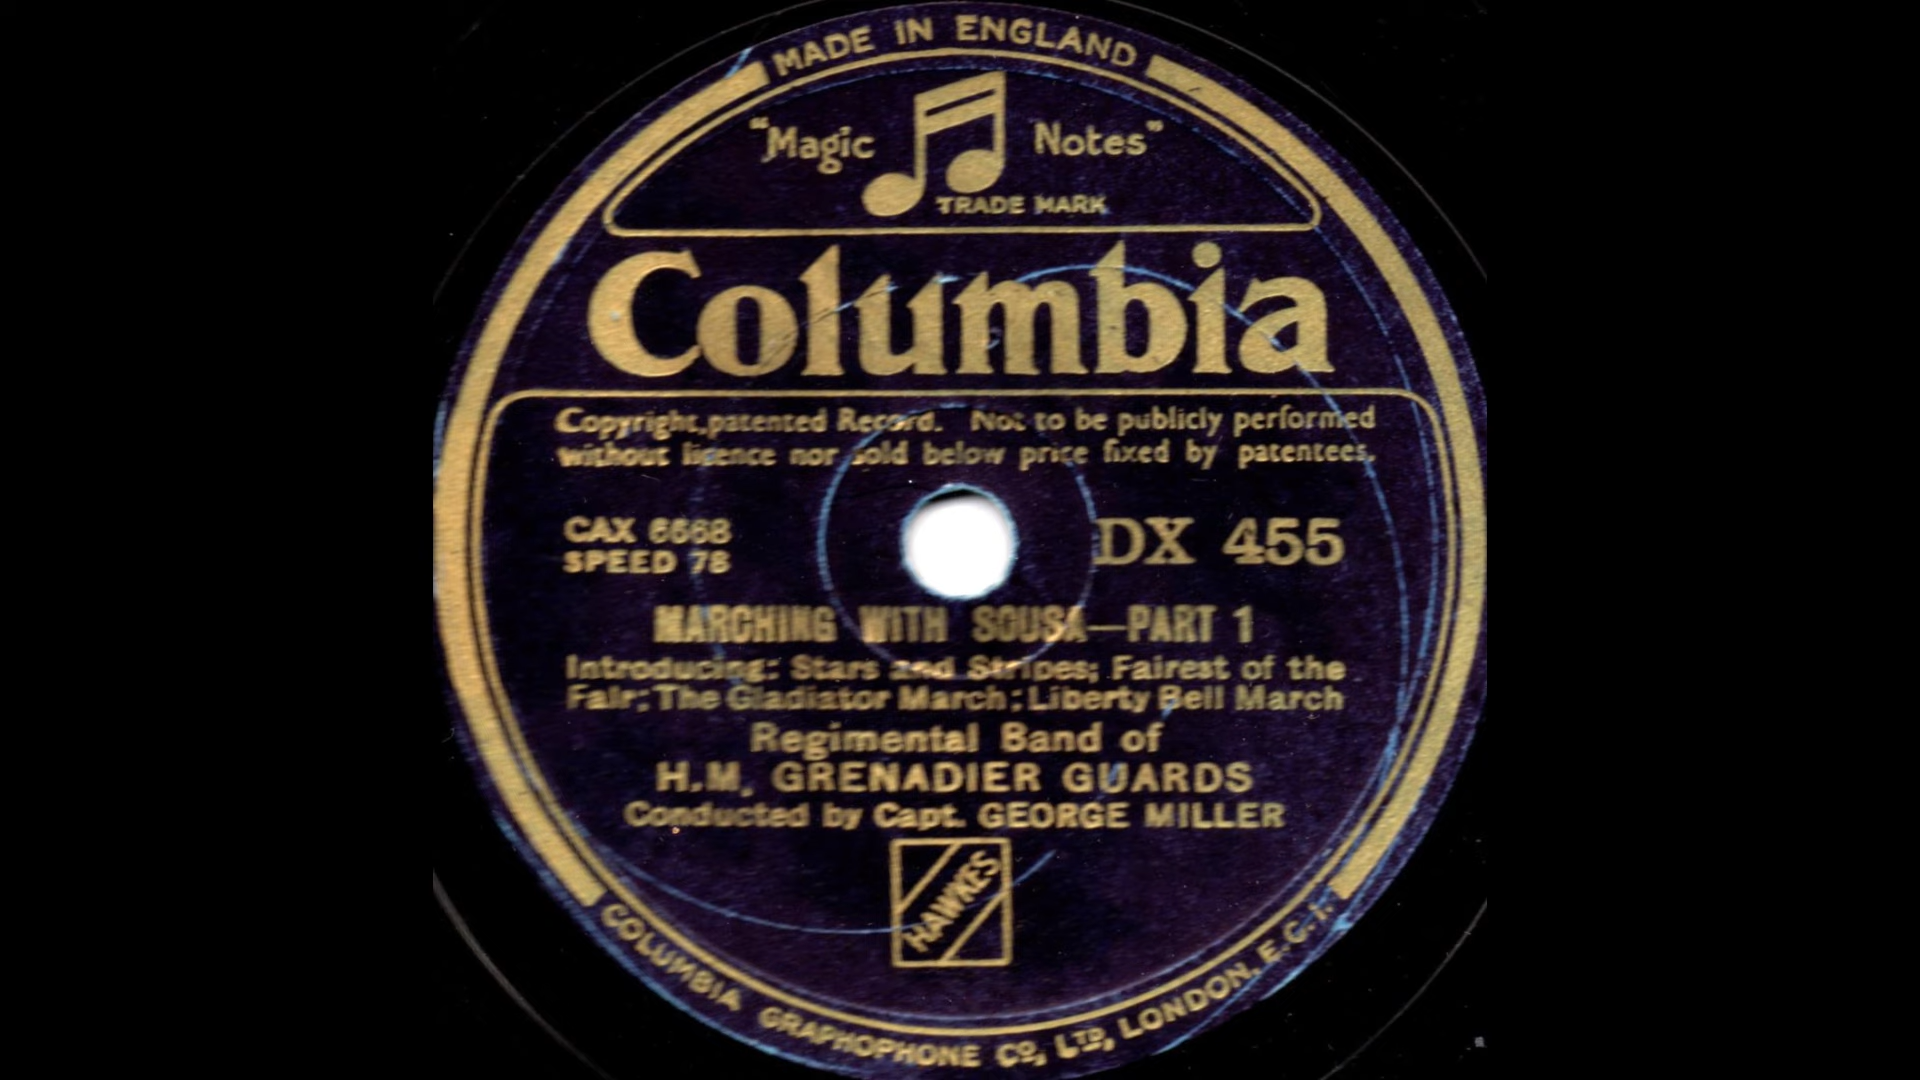 MADE IN ENGLAND
"Magic Notes"
TRADE MARK
Columbia
Copyright, patented Record. Not to be publicly performed
without licence nor sold below price fixed by patentees.
CAX 6668
SPEED 78
DX 455
MARCHING WITH SOUSA—PART 1
Introducing: Stars and Stripes; Fairest of the
Fair; The Gladiator March; Liberty Bell March
Regimental Band of
H.M. GRENADIER GUARDS
Conducted by Capt. GEORGE MILLER
HAWKES
COLUMBIA GRAPHOPHONE CO, LTD, LONDON, E.C.1.